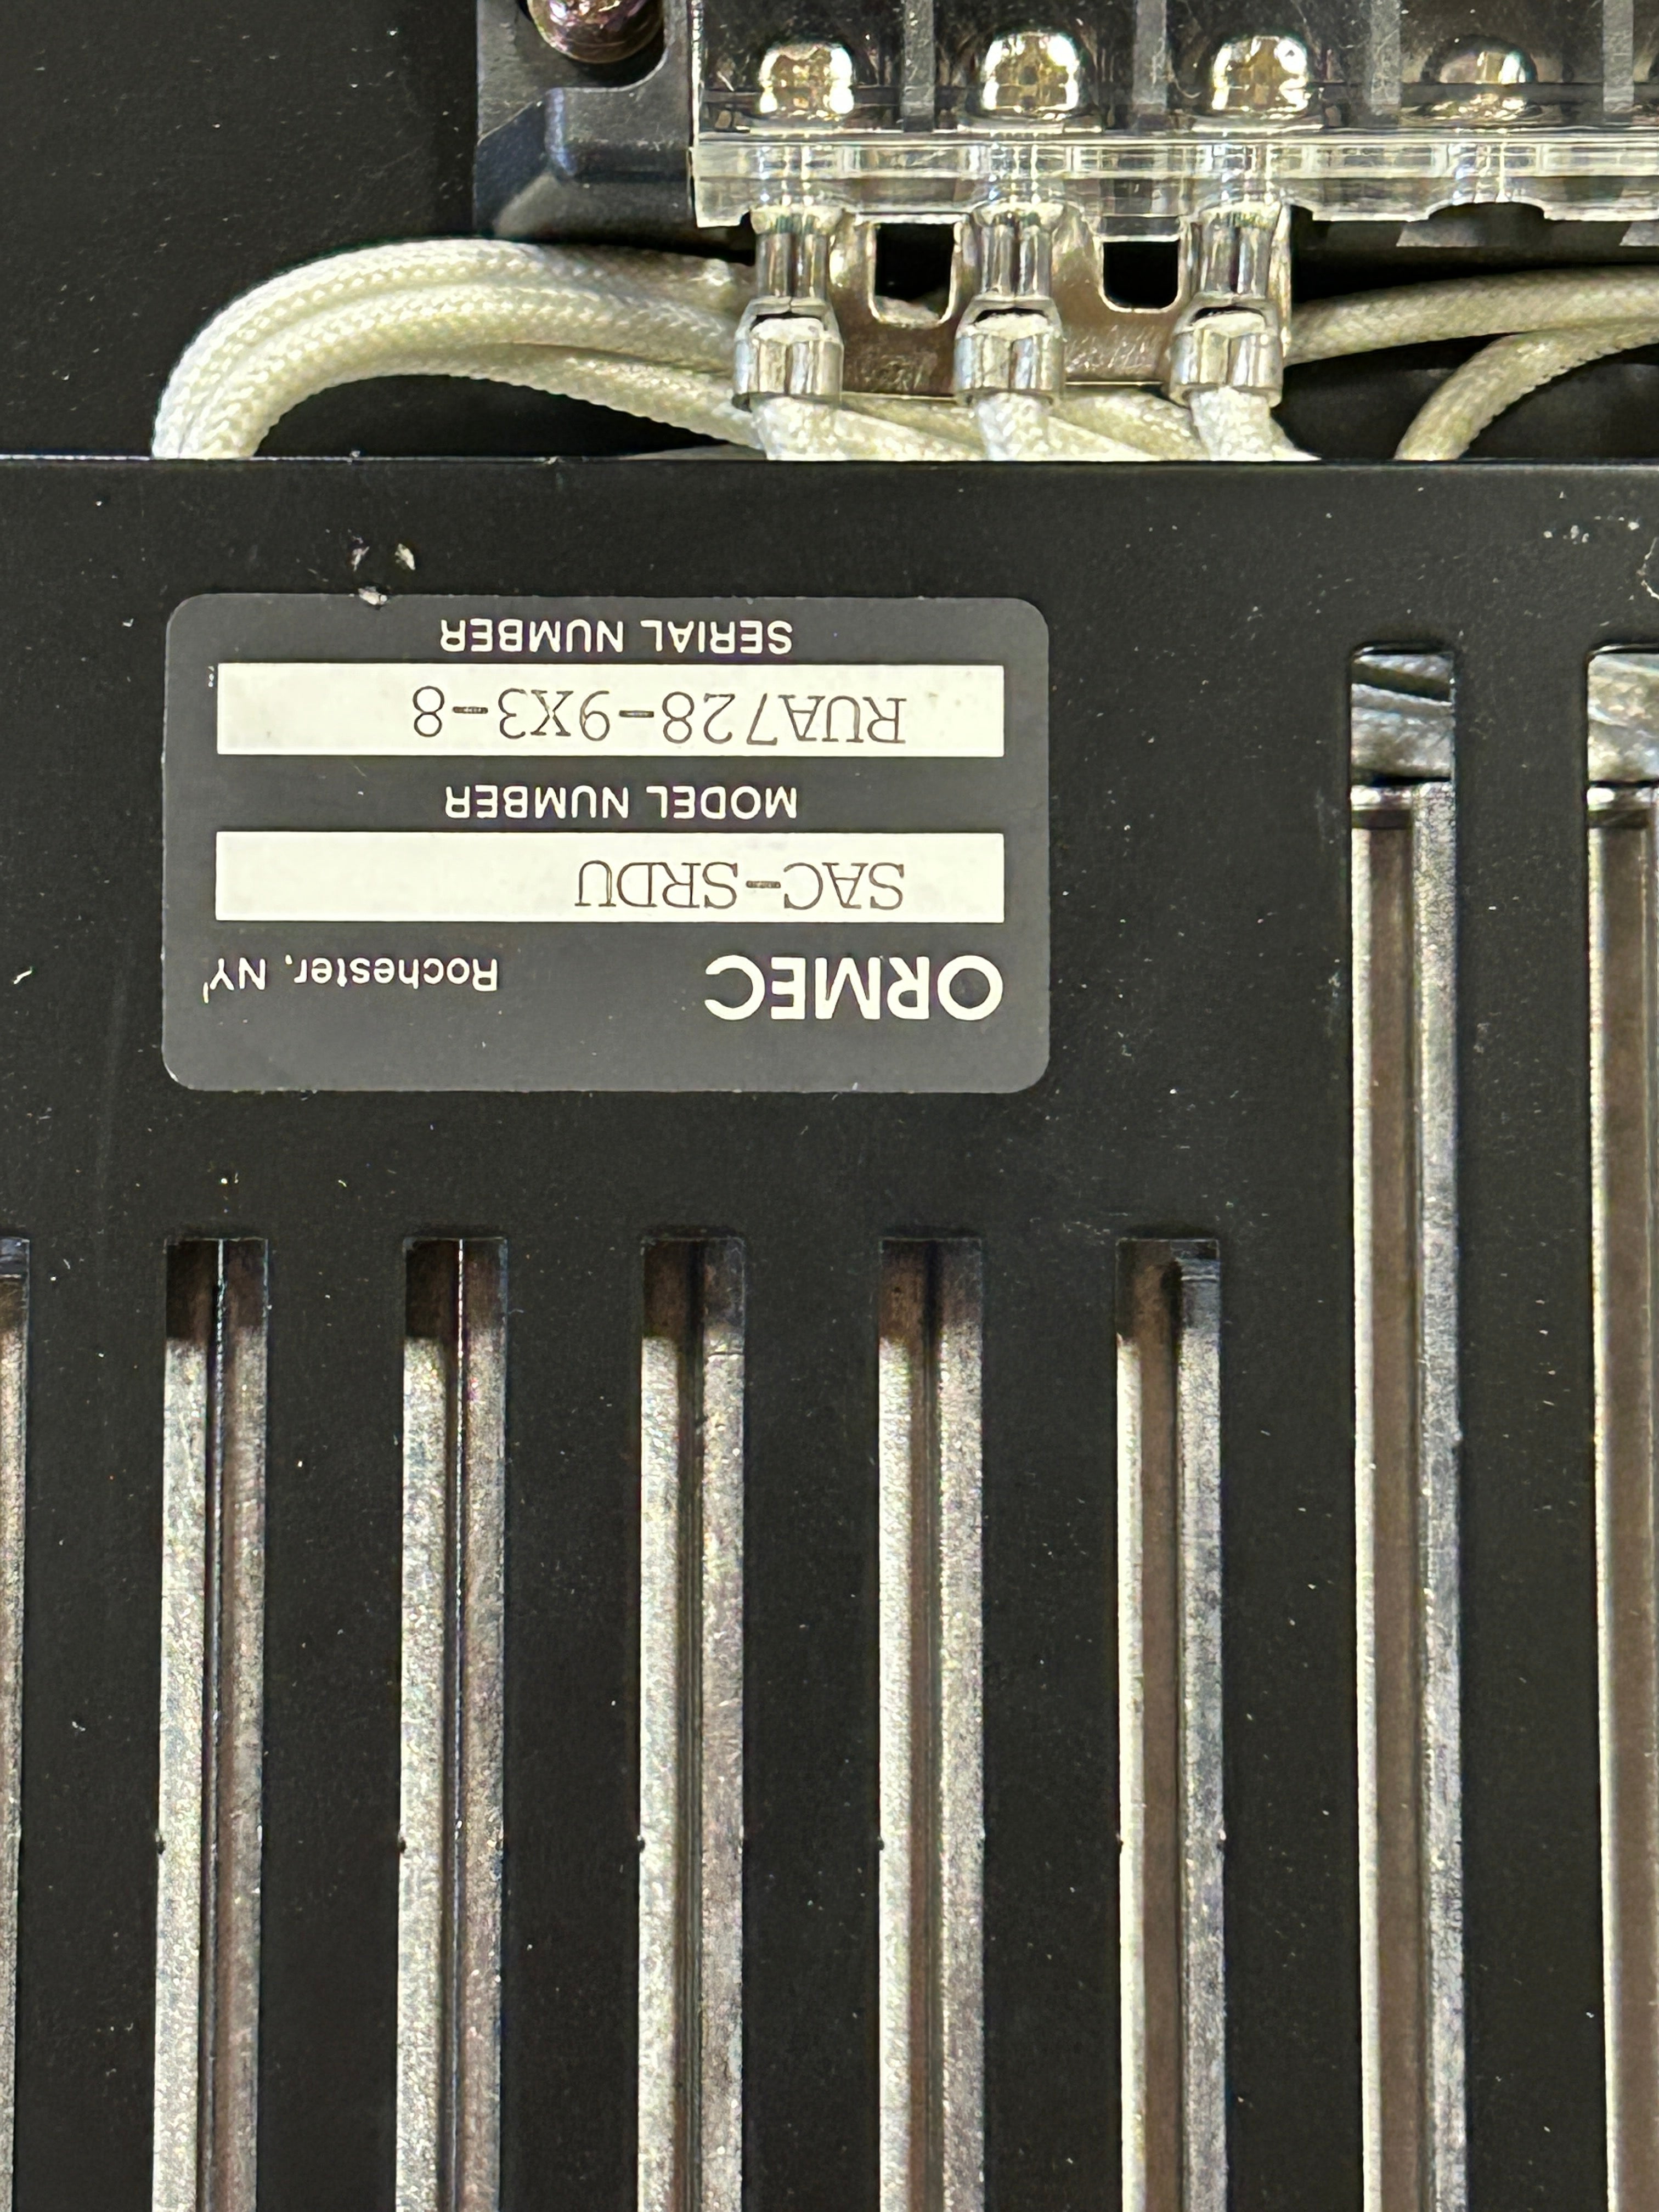 ORMEC Rochester, NY
SAC-SRDU
MODEL NUMBER
RUA728-9X3-8
SERIAL NUMBER